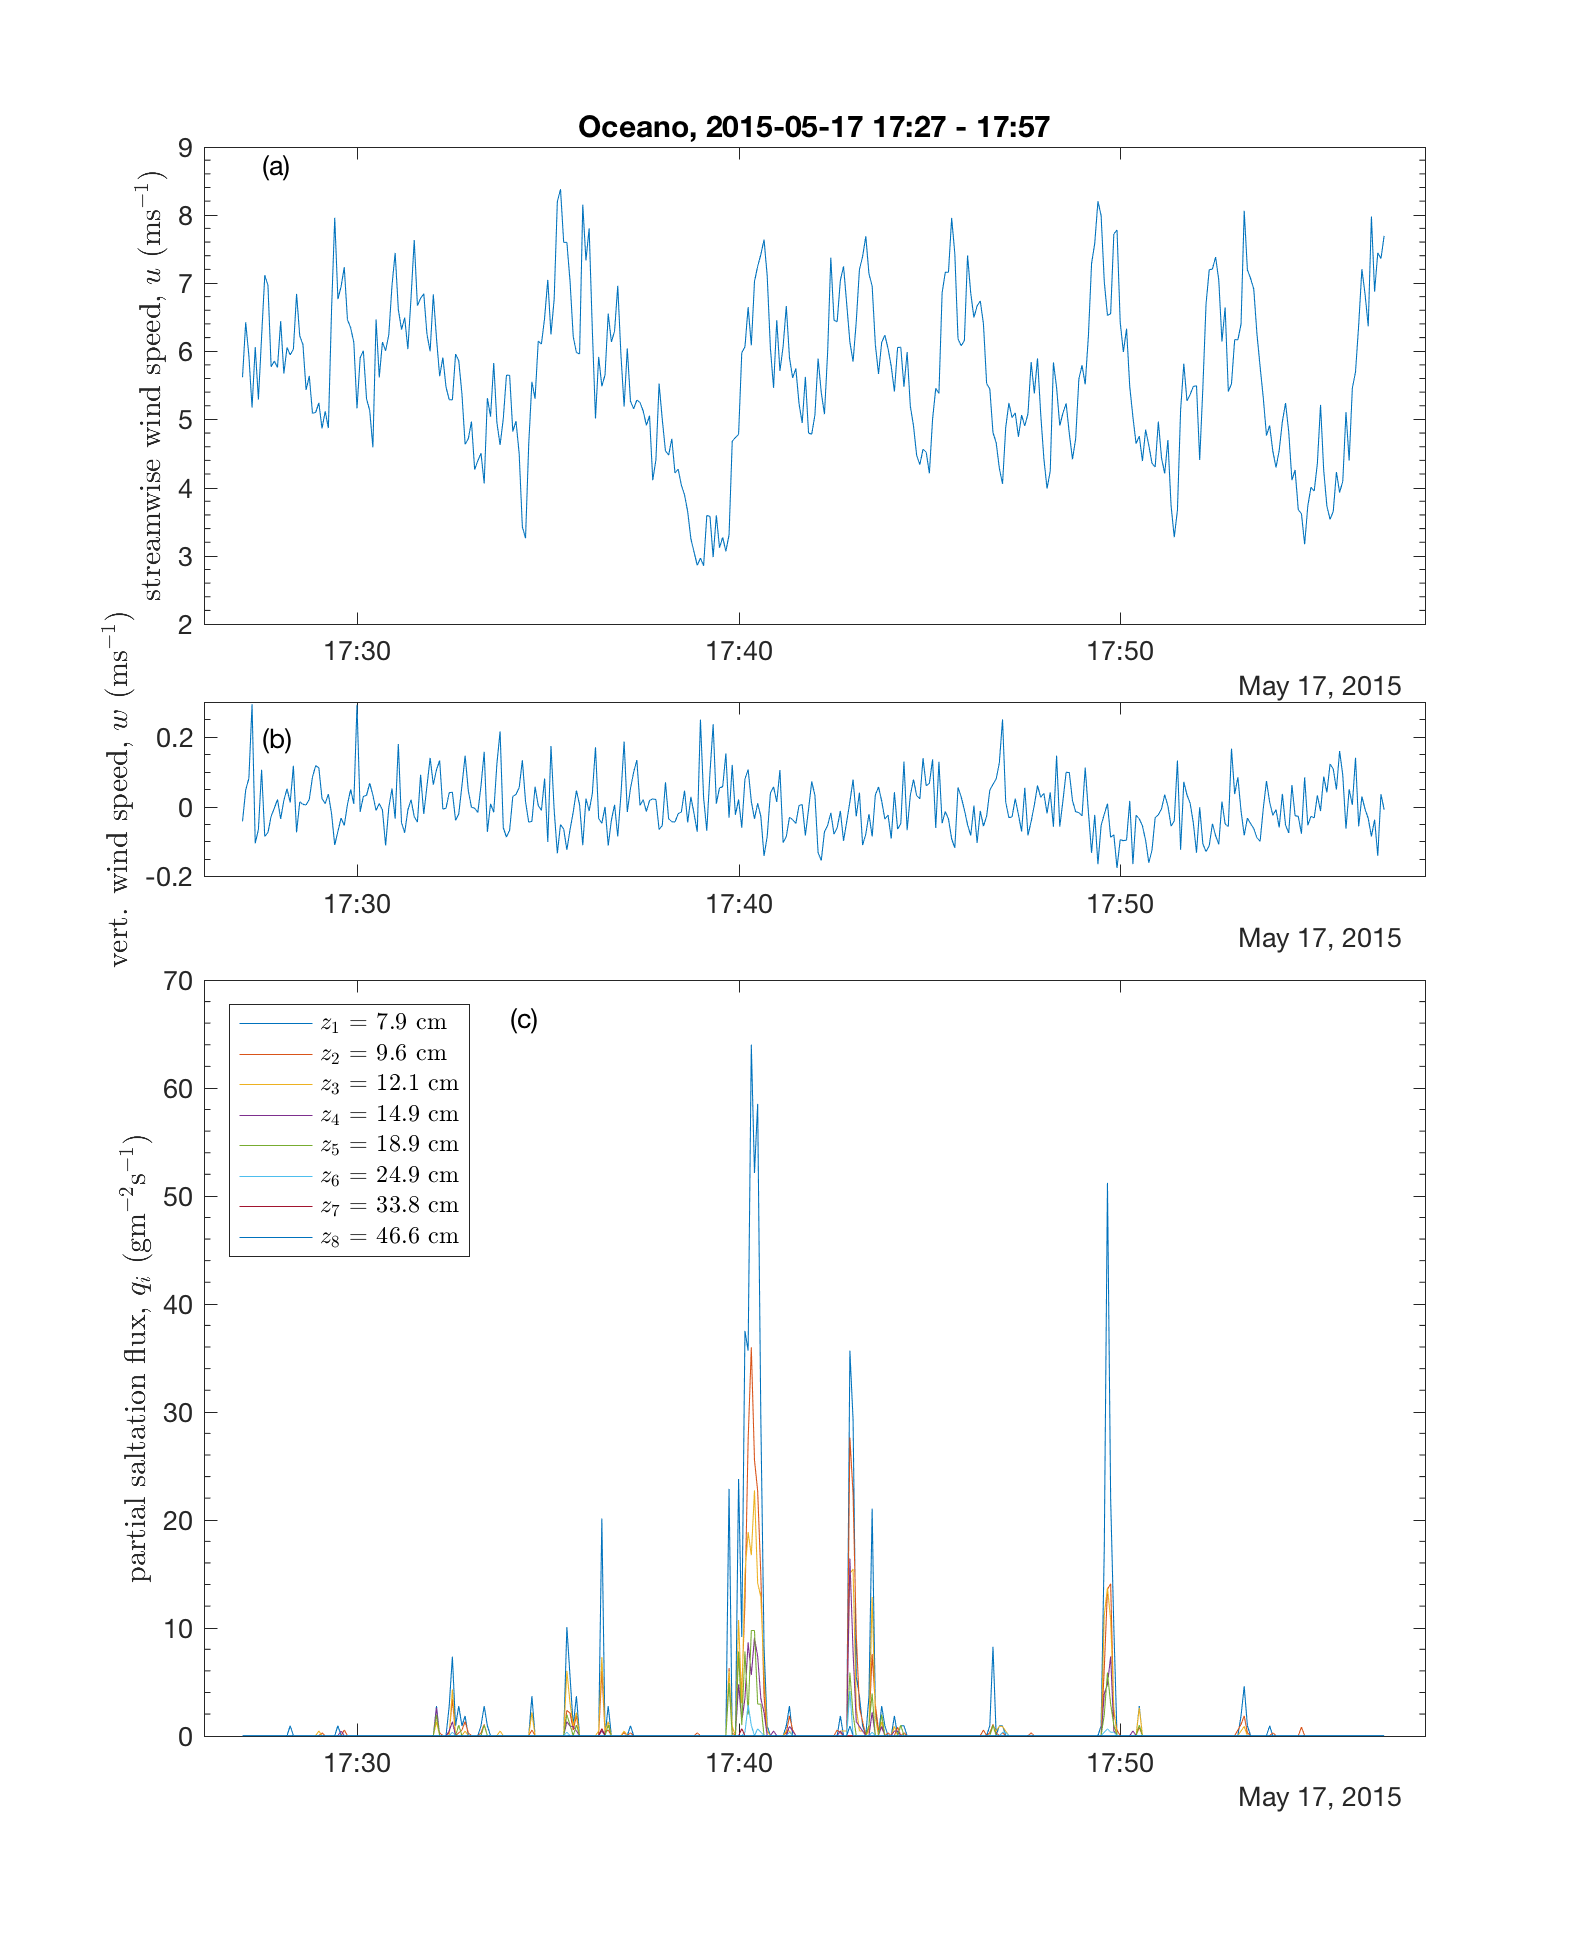 Oceano, 2015-05-17 17:27 - 17:57
(a)
streamwise wind speed, u (ms⁻¹)
9
8
7
6
5
4
3
2
17:30 17:40 17:50
May 17, 2015
(b)
vert. wind speed, w (ms⁻¹)
0.2
0
-0.2
17:30 17:40 17:50
May 17, 2015
(c)
partial saltation flux, qᵢ (gm⁻²s⁻¹)
70
60
50
40
30
20
10
0
z₁ = 7.9 cm
z₂ = 9.6 cm
z₃ = 12.1 cm
z₄ = 14.9 cm
z₅ = 18.9 cm
z₆ = 24.9 cm
z₇ = 33.8 cm
z₈ = 46.6 cm
17:30 17:40 17:50
May 17, 2015